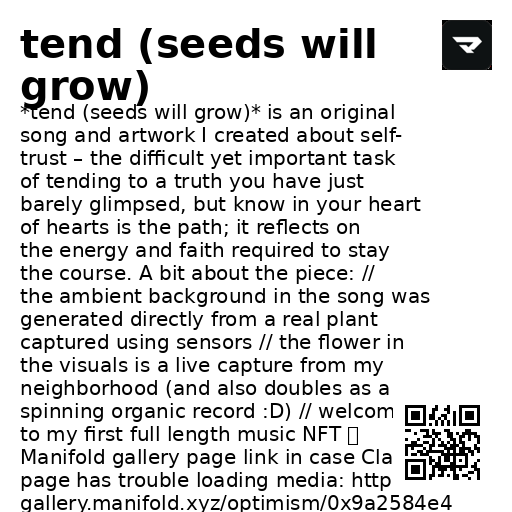 tend (seeds will
grow)
*tend (seeds will grow)* is an original
song and artwork I created about self-
trust – the difficult yet important task
of tending to a truth you have just
barely glimpsed, but know in your heart
of hearts is the path; it reflects on
the energy and faith required to stay
the course. A bit about the piece: //
the ambient background in the song was
generated directly from a real plant
captured using sensors // the flower in
the visuals is a live capture from my
neighborhood (and also doubles as a
spinning organic record :D) // welcom
to my first full length music NFT
Manifold gallery page link in case Cla
page has trouble loading media: http
gallery.manifold.xyz/optimism/0x9a2584e4